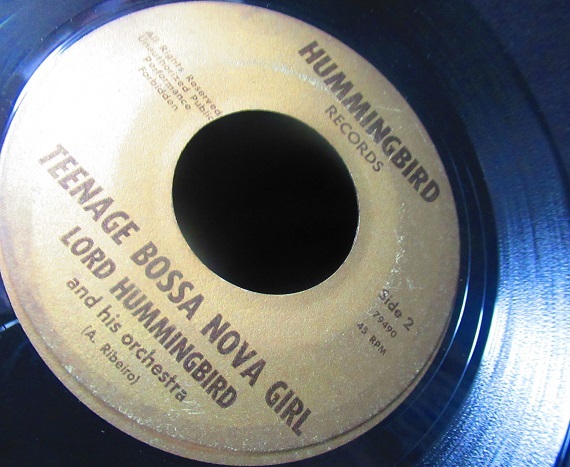 HUMMINGBIRD
RECORDS
All Rights Reserved
Unauthorized Public
Performance
Forbidden
Side 2
79490
45 RPM
TEENAGE BOSSA NOVA GIRL
LORD HUMMINGBIRD
and his orchestra
(A. Ribeiro)